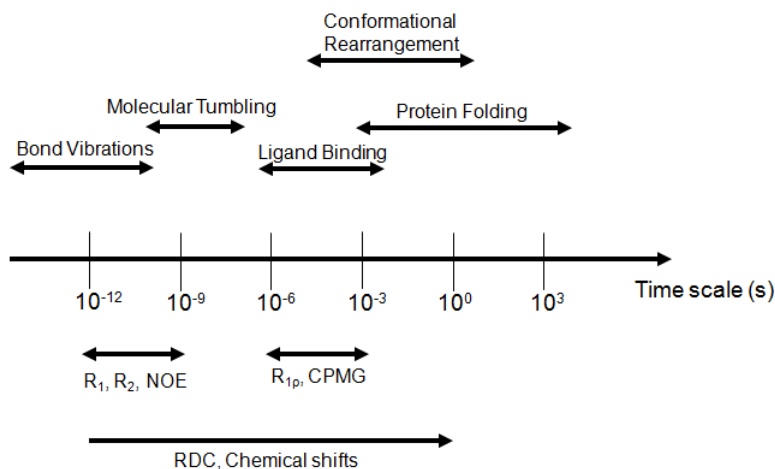 Conformational
Rearrangement
Molecular Tumbling
Protein Folding
Bond Vibrations
Ligand Binding
10⁻¹² 10⁻⁹ 10⁻⁶ 10⁻³ 10⁰ 10³ Time scale (s)
R₁, R₂, NOE
R₁ᵨ, CPMG
RDC, Chemical shifts